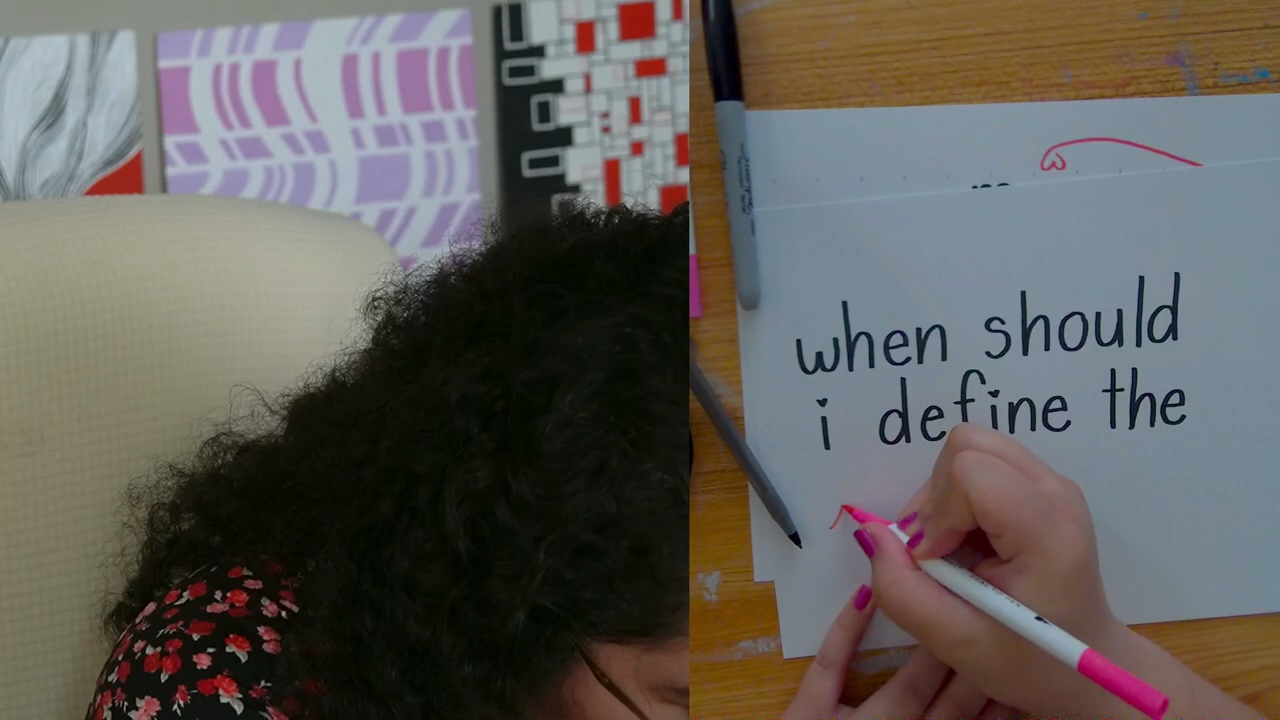 when should
i define the